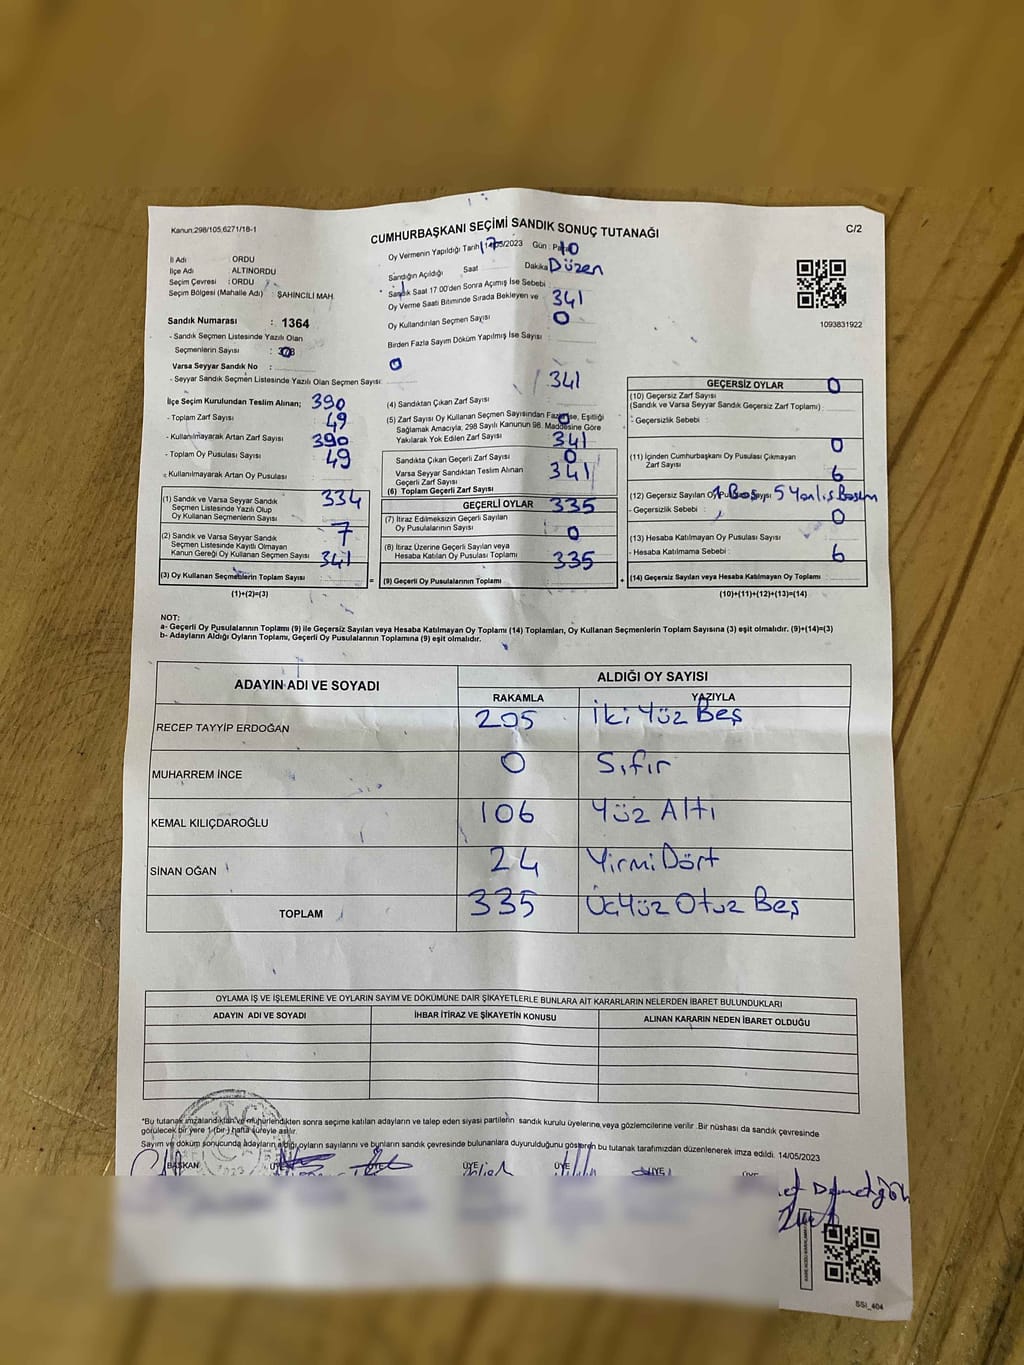 Kanun:298/105,6271/18-1
CUMHURBAŞKANI SEÇİMİ SANDIK SONUÇ TUTANAĞI
C/2
İl Adı : ORDU
İlçe Adı : ALTINORDU
Seçim Çevresi : ORDU
Seçim Bölgesi (Mahalle Adı) : ŞAHİNCİLİ MAH.
Sandık Numarası : 1364
- Sandık Seçmen Listesinde Yazılı Olan
Seçmenlerin Sayısı :
Varsa Seyyar Sandık No : 0
- Seyyar Sandık Seçmen Listesinde Yazılı Olan Seçmen Sayısı:
Oy Vermenin Yapıldığı Tarih 14/05/2023 Gün : 10
17
Sandığın Açıldığı Saat Dakika Düzen
Sandık Saat 17.00'den Sonra Açımış İse Sebebi
Oy Verme Saati Bitiminde Sırada Bekleyen ve 341
Oy Kullandırılan Seçmen Sayısı 0
Birden Fazla Sayım Döküm Yapılmış İse Sayısı
1093831922
İlçe Seçim Kurulundan Teslim Alınan; 390
- Toplam Zarf Sayısı 49
- Kullanılmayarak Artan Zarf Sayısı 390
- Toplam Oy Pusulası Sayısı 49
- Kullanılmayarak Artan Oy Pusulası
(1) Sandık ve Varsa Seyyar Sandık 334
Seçmen Listesinde Yazılı Olup
Oy Kullanan Seçmenlerin Sayısı
(2) Sandık ve Varsa Seyyar Sandık 7
Seçmen Listesinde Kayıtlı Olmayan
Kanun Gereği Oy Kullanan Seçmen Sayısı 341
(3) Oy Kullanan Seçmenlerin Toplam Sayısı =
(1)+(2)=(3)
341
(4) Sandıktan Çıkan Zarf Sayısı
(5) Zarf Sayısı Oy Kullanan Seçmen Sayısından Fazla İse, Eşitliği 0
Sağlamak Amacıyla; 298 Sayılı Kanunun 98. Maddesine Göre
Yakılarak Yok Edilen Zarf Sayısı 341
Sandıkta Çıkan Geçerli Zarf Sayısı 0
Varsa Seyyar Sandıktan Teslim Alınan 341
Geçerli Zarf Sayısı
(6) Toplam Geçerli Zarf Sayısı
GEÇERLİ OYLAR 335
(7) İtiraz Edilmeksizin Geçerli Sayılan
Oy Pusulalarının Sayısı 0
(8) İtiraz Üzerine Geçerli Sayılan veya
Hesaba Katılan Oy Pusulası Toplamı 335
(9) Geçerli Oy Pusulalarının Toplamı +
GEÇERSİZ OYLAR 0
(10) Geçersiz Zarf Sayısı
(Sandık ve Varsa Seyyar Sandık Geçersiz Zarf Toplamı) :
- Geçersizlik Sebebi :
0
(11) İçinden Cumhurbaşkanı Oy Pusulası Çıkmayan
Zarf Sayısı 6
(12) Geçersiz Sayılan Oy Pusulası Sayısı 1 Boş 5 Yanlış Basım
- Geçersizlik Sebebi : 0
(13) Hesaba Katılmayan Oy Pusulası Sayısı
- Hesaba Katılmama Sebebi : 6
(14) Geçersiz Sayılan veya Hesaba Katılmayan Oy Toplamı :
(10)+(11)+(12)+(13)=(14)
NOT:
a- Geçerli Oy Pusulalarının Toplamı (9) ile Geçersiz Sayılan veya Hesaba Katılmayan Oy Toplamı (14) Toplamları, Oy Kullanan Seçmenlerin Toplam Sayısına (3) eşit olmalıdır. (9)+(14)=(3)
b- Adayların Aldığı Oyların Toplamı, Geçerli Oy Pusulalarının Toplamına (9) eşit olmalıdır.
ADAYIN ADI VE SOYADI ALDIĞI OY SAYISI
RAKAMLA YAZIYLA
RECEP TAYYİP ERDOĞAN 205 İki Yüz Beş
MUHARREM İNCE 0 Sıfır
KEMAL KILIÇDAROĞLU 106 Yüz Altı
SİNAN OĞAN 24 Yirmi Dört
TOPLAM 335 Üçyüz Otuz Beş
OYLAMA İŞ VE İŞLEMLERİNE VE OYLARIN SAYIM VE DÖKÜMÜNE DAİR ŞİKAYETLERLE BUNLARA AİT KARARLARIN NELERDEN İBARET BULUNDUKLARI
ADAYIN ADI VE SOYADI İHBAR İTİRAZ VE ŞİKAYETİN KONUSU ALINAN KARARIN NEDEN İBARET OLDUĞU
*Bu tutanak imzalandıktan ve mühürlendikten sonra seçime katılan adayların ve talep eden siyasi partilerin sandık kurulu üyelerine veya gözlemcilerine verilir. Bir nüshası da sandık çevresinde
görülecek bir yere 1 (bir) hafta süreyle asılır.
Sayım ve döküm sonucunda adayların aldığı oyların sayılarını ve bunların sandık çevresinde bulunanlara duyurulduğunu gösteren bu tutanak tarafımızdan düzenlenerek imza edildi. 14/05/2023
BAŞKAN ÜYE ÜYE ÜYE ÜYE
2023
SSI_404